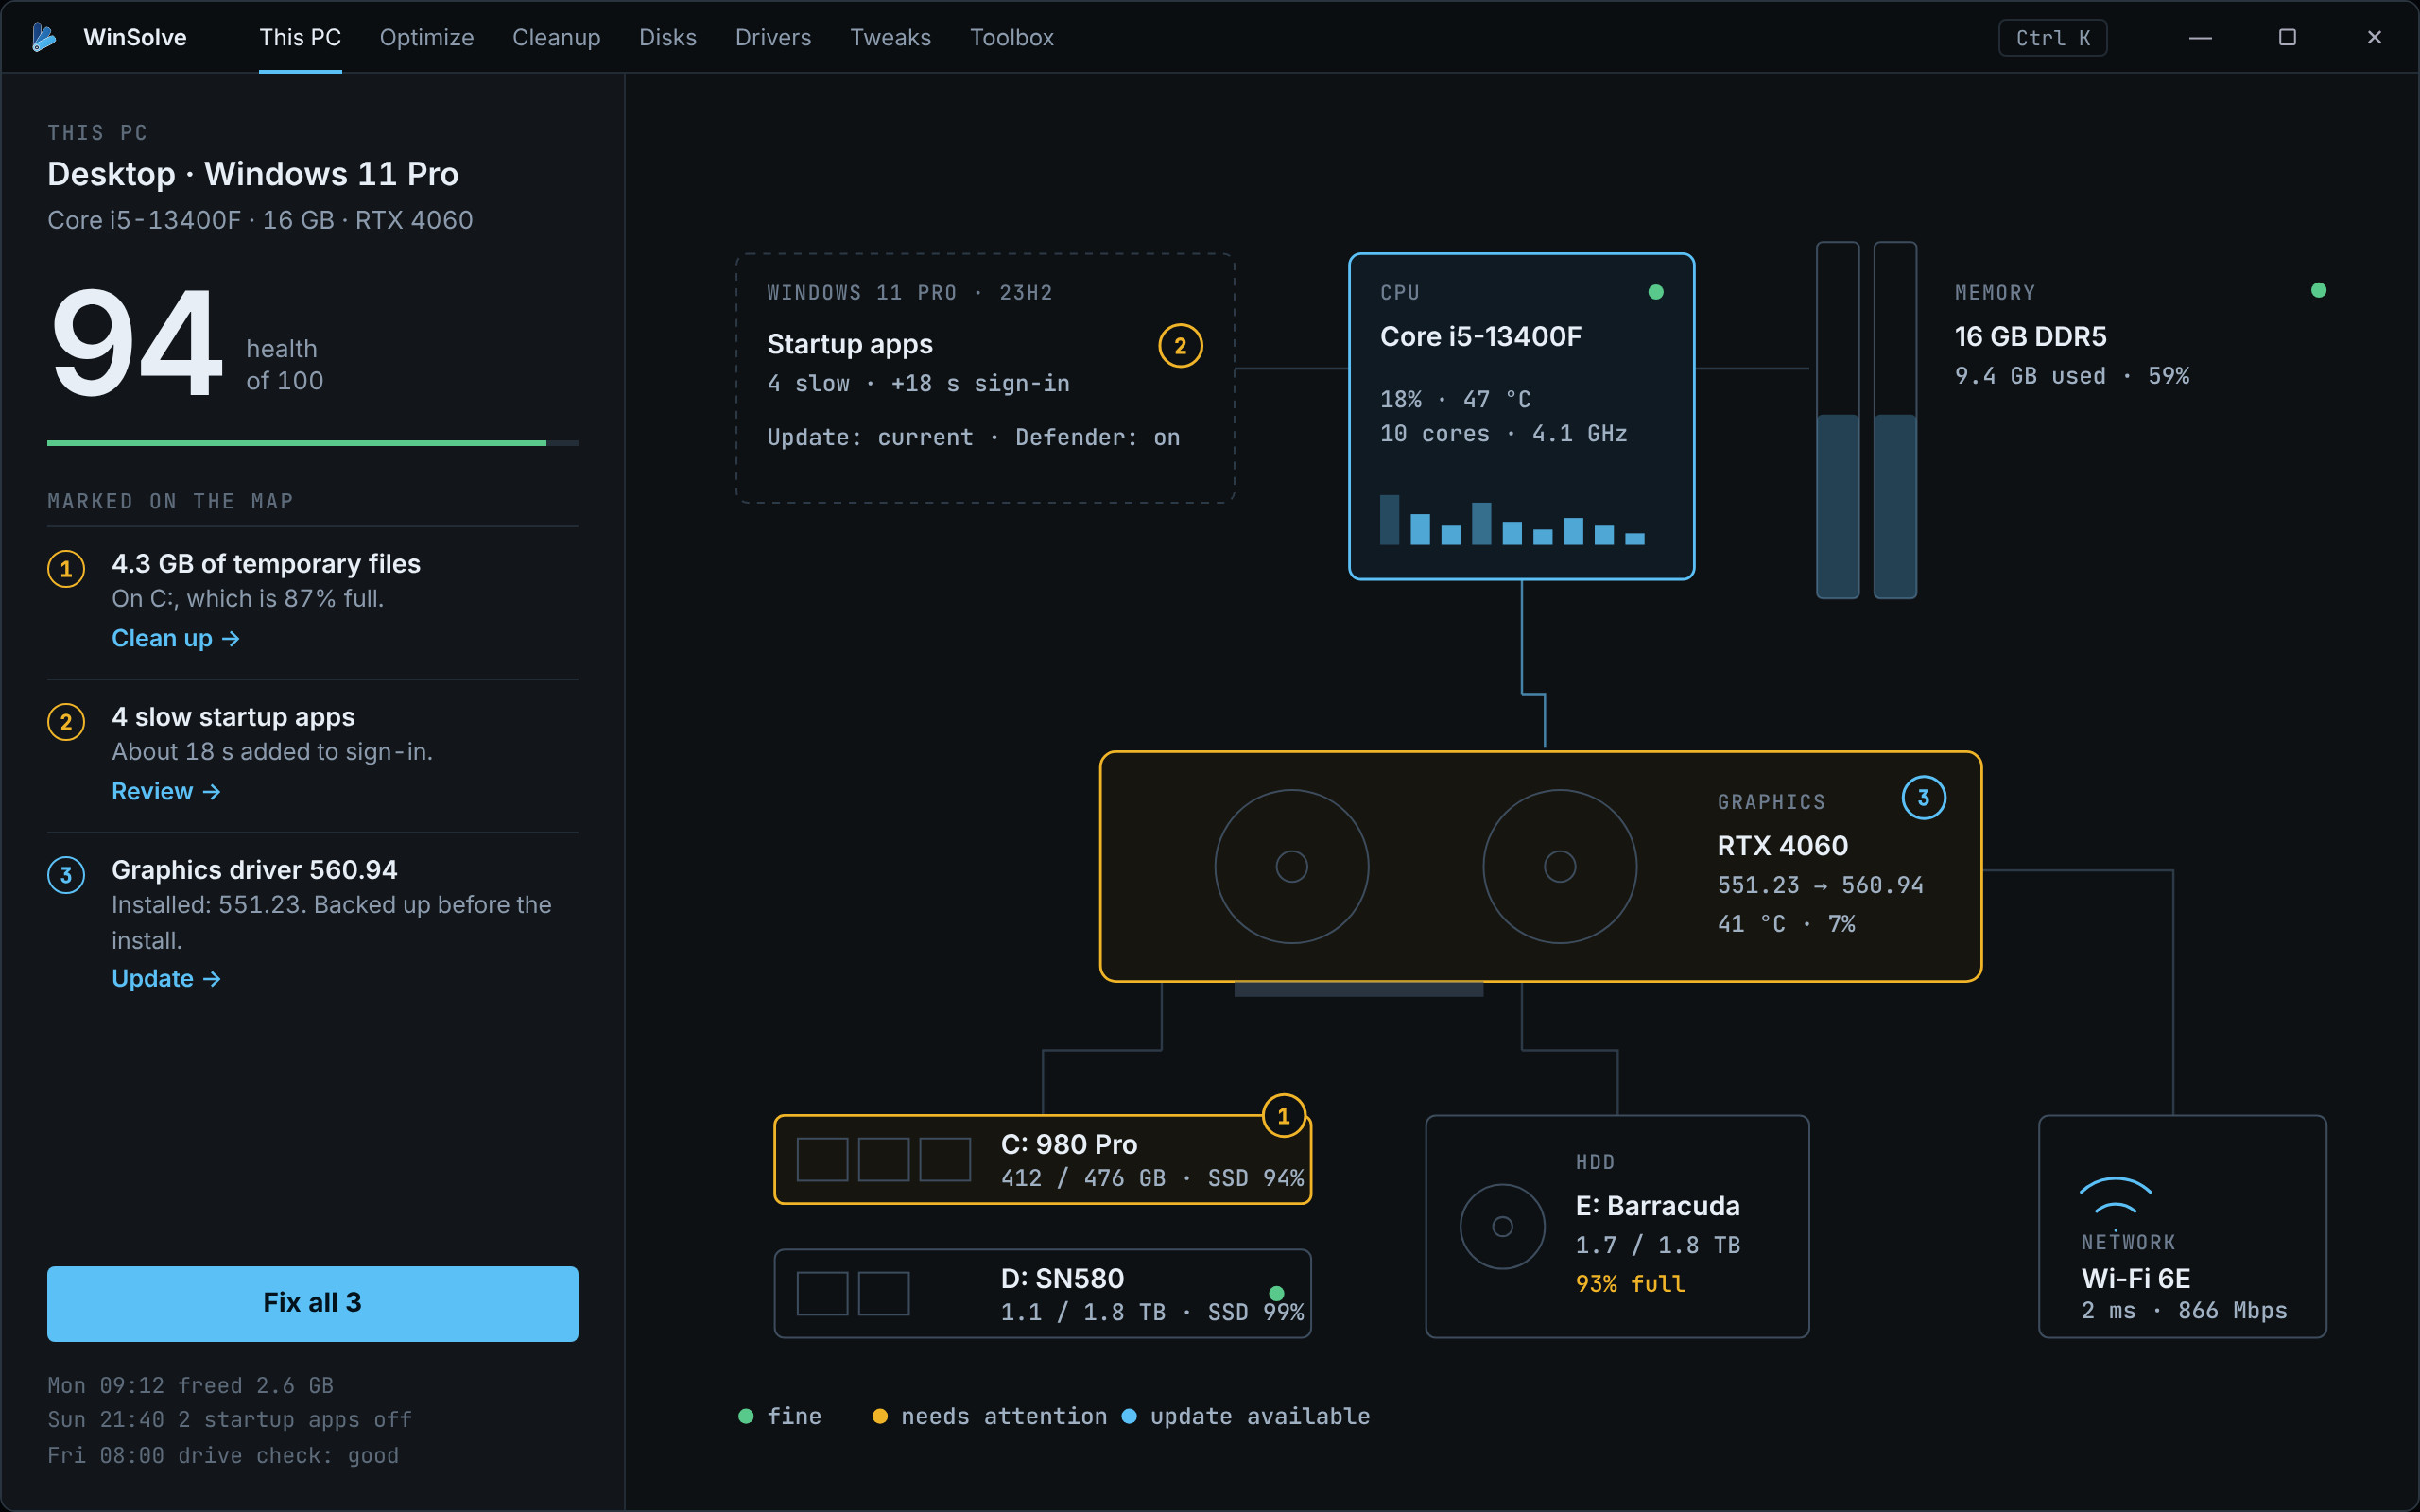 WinSolve
This PC
Optimize
Cleanup
Disks
Drivers
Tweaks
Toolbox
Ctrl K
THIS PC
Desktop · Windows 11 Pro
Core i5-13400F · 16 GB · RTX 4060
94
health
of 100
MARKED ON THE MAP
1
4.3 GB of temporary files
On C:, which is 87% full.
Clean up →
2
4 slow startup apps
About 18 s added to sign-in.
Review →
3
Graphics driver 560.94
Installed: 551.23. Backed up before the
install.
Update →
Fix all 3
Mon 09:12 freed 2.6 GB
Sun 21:40 2 startup apps off
Fri 08:00 drive check: good
WINDOWS 11 PRO · 23H2
Startup apps
2
4 slow · +18 s sign-in
Update: current · Defender: on
CPU
Core i5-13400F
18% · 47 °C
10 cores · 4.1 GHz
MEMORY
16 GB DDR5
9.4 GB used · 59%
GRAPHICS
3
RTX 4060
551.23 → 560.94
41 °C · 7%
1
C: 980 Pro
412 / 476 GB · SSD 94%
D: SN580
1.1 / 1.8 TB · SSD 99%
HDD
E: Barracuda
1.7 / 1.8 TB
93% full
NETWORK
Wi-Fi 6E
2 ms · 866 Mbps
fine
needs attention
update available